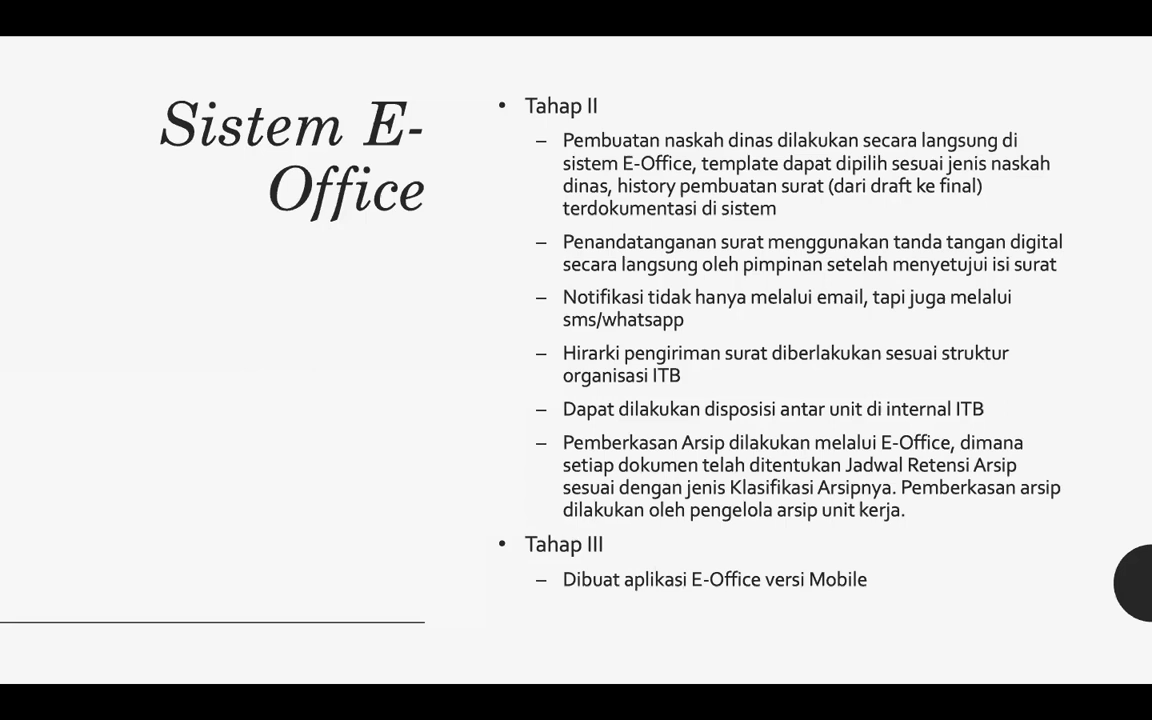 Sistem E-
Office
• Tahap II
– Pembuatan naskah dinas dilakukan secara langsung di
sistem E-Office, template dapat dipilih sesuai jenis naskah
dinas, history pembuatan surat (dari draft ke final)
terdokumentasi di sistem
– Penandatanganan surat menggunakan tanda tangan digital
secara langsung oleh pimpinan setelah menyetujui isi surat
– Notifikasi tidak hanya melalui email, tapi juga melalui
sms/whatsapp
– Hirarki pengiriman surat diberlakukan sesuai struktur
organisasi ITB
– Dapat dilakukan disposisi antar unit di internal ITB
– Pemberkasan Arsip dilakukan melalui E-Office, dimana
setiap dokumen telah ditentukan Jadwal Retensi Arsip
sesuai dengan jenis Klasifikasi Arsipnya. Pemberkasan arsip
dilakukan oleh pengelola arsip unit kerja.
• Tahap III
– Dibuat aplikasi E-Office versi Mobile